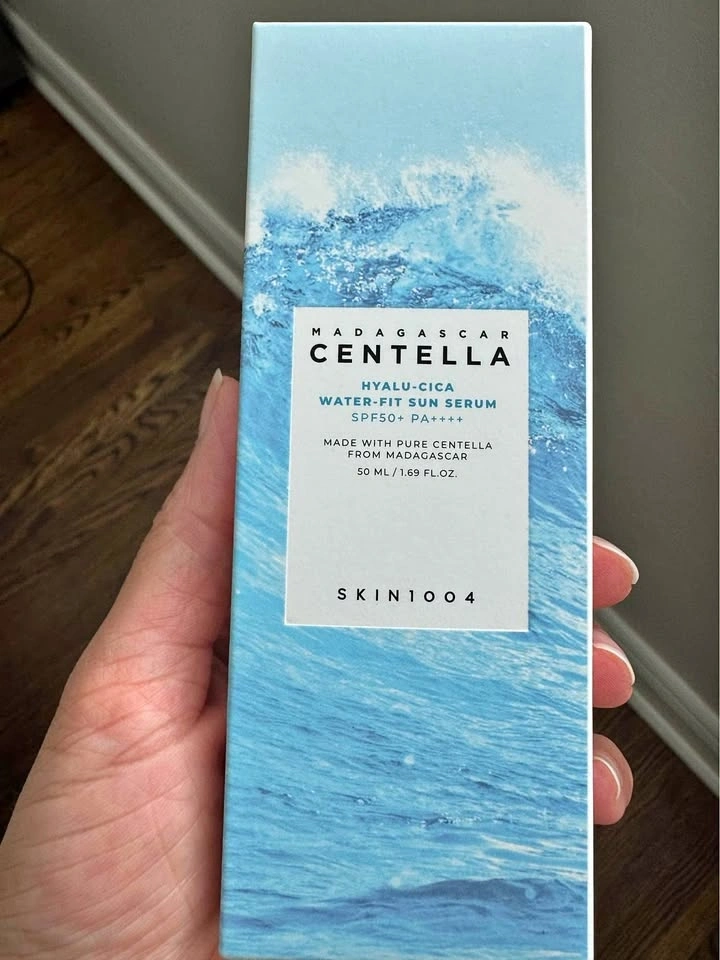 MADAGASCAR
CENTELLA
HYALU-CICA
WATER-FIT SUN SERUM
SPF50+ PA++++
MADE WITH PURE CENTELLA
FROM MADAGASCAR
50 ML / 1.69 FL.OZ.
SKIN1004